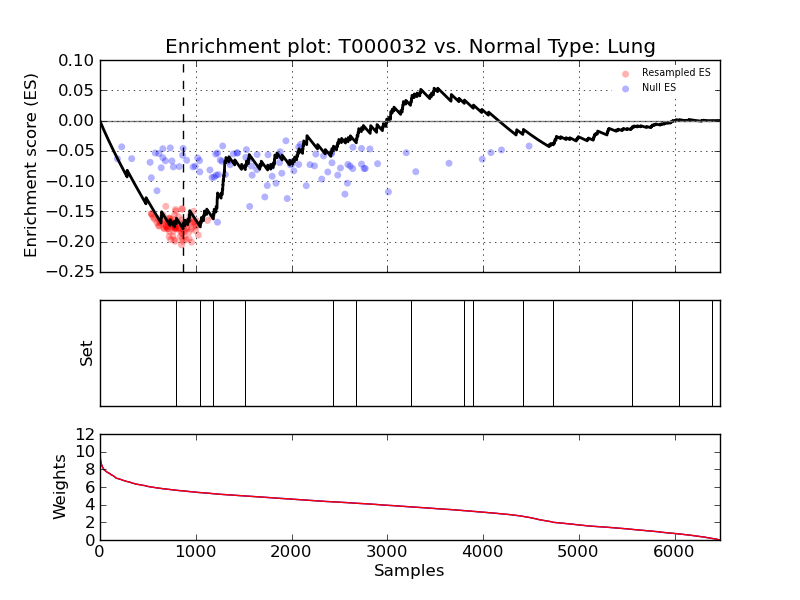 Enrichment plot: T000032 vs. Normal Type: Lung
Enrichment score (ES)
0.10
0.05
0.00
−0.05
−0.10
−0.15
−0.20
−0.25
Resampled ES
Null ES
Set
Weights
12
10
8
6
4
2
0
0 1000 2000 3000 4000 5000 6000
Samples